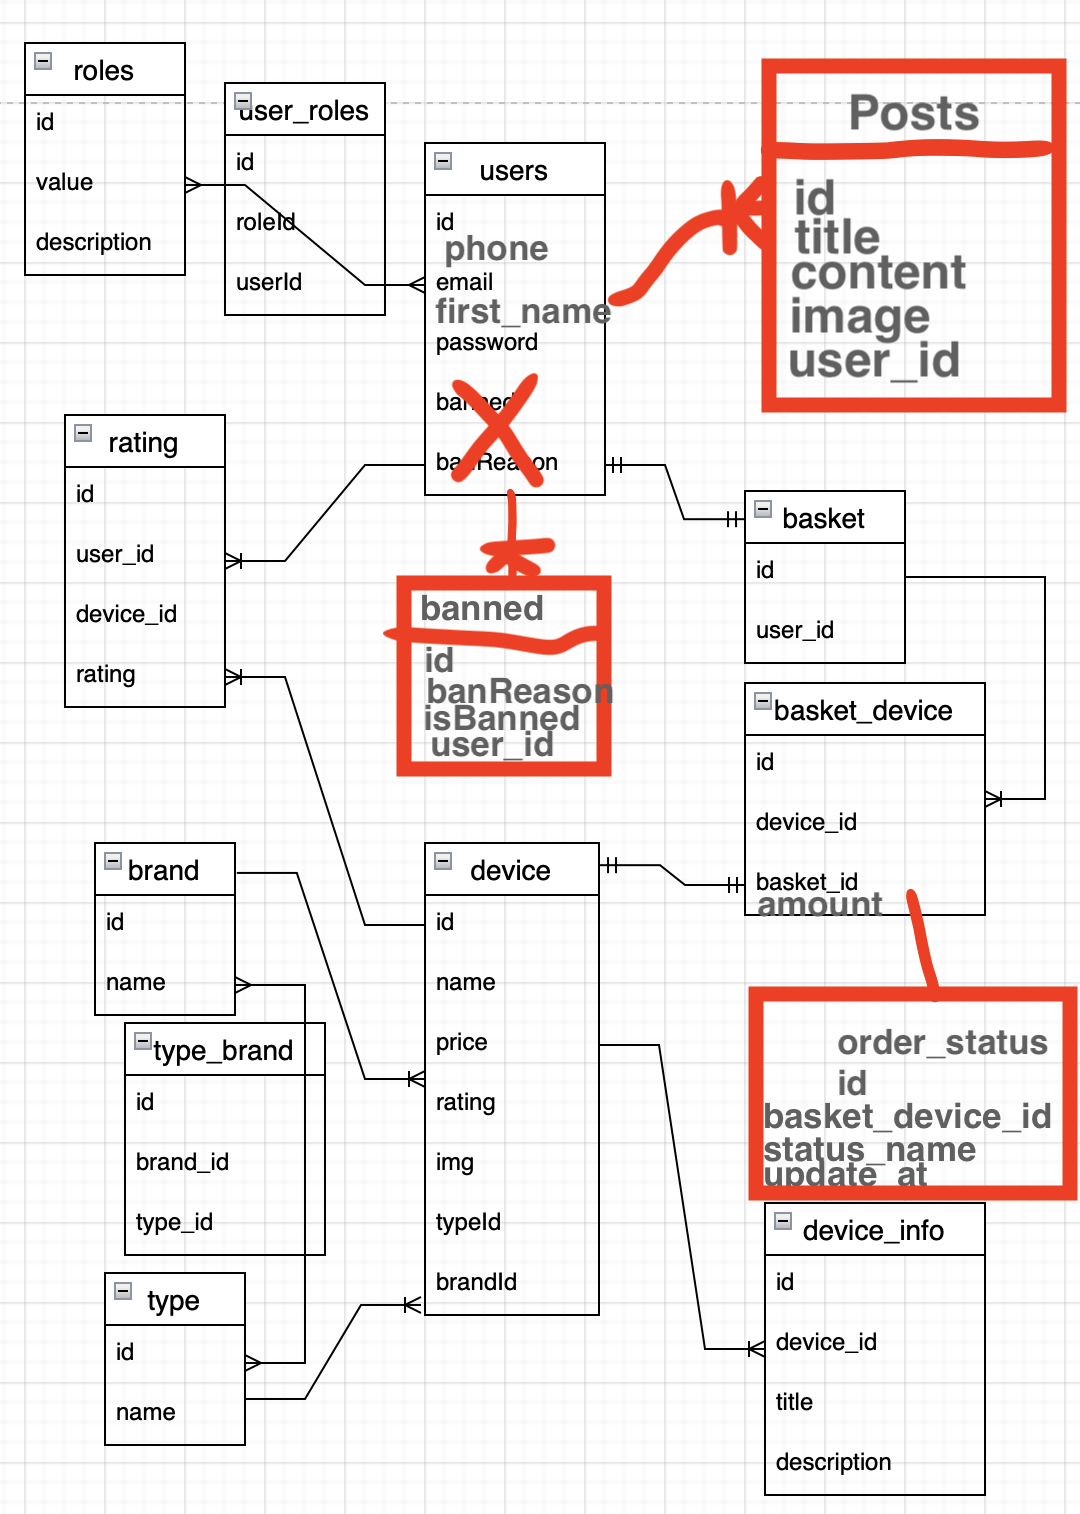 roles
id
value
description
user_roles
id
roleId
userId
users
id
phone
email
first_name
password
banned
banReason
Posts
id
title
content
image
user_id
rating
id
user_id
device_id
rating
banned
id
banReason
isBanned
user_id
basket
id
user_id
basket_device
id
device_id
basket_id
amount
brand
id
name
type_brand
id
brand_id
type_id
type
id
name
device
id
name
price
rating
img
typeId
brandId
order_status
id
basket_device_id
status_name
update_at
device_info
id
device_id
title
description